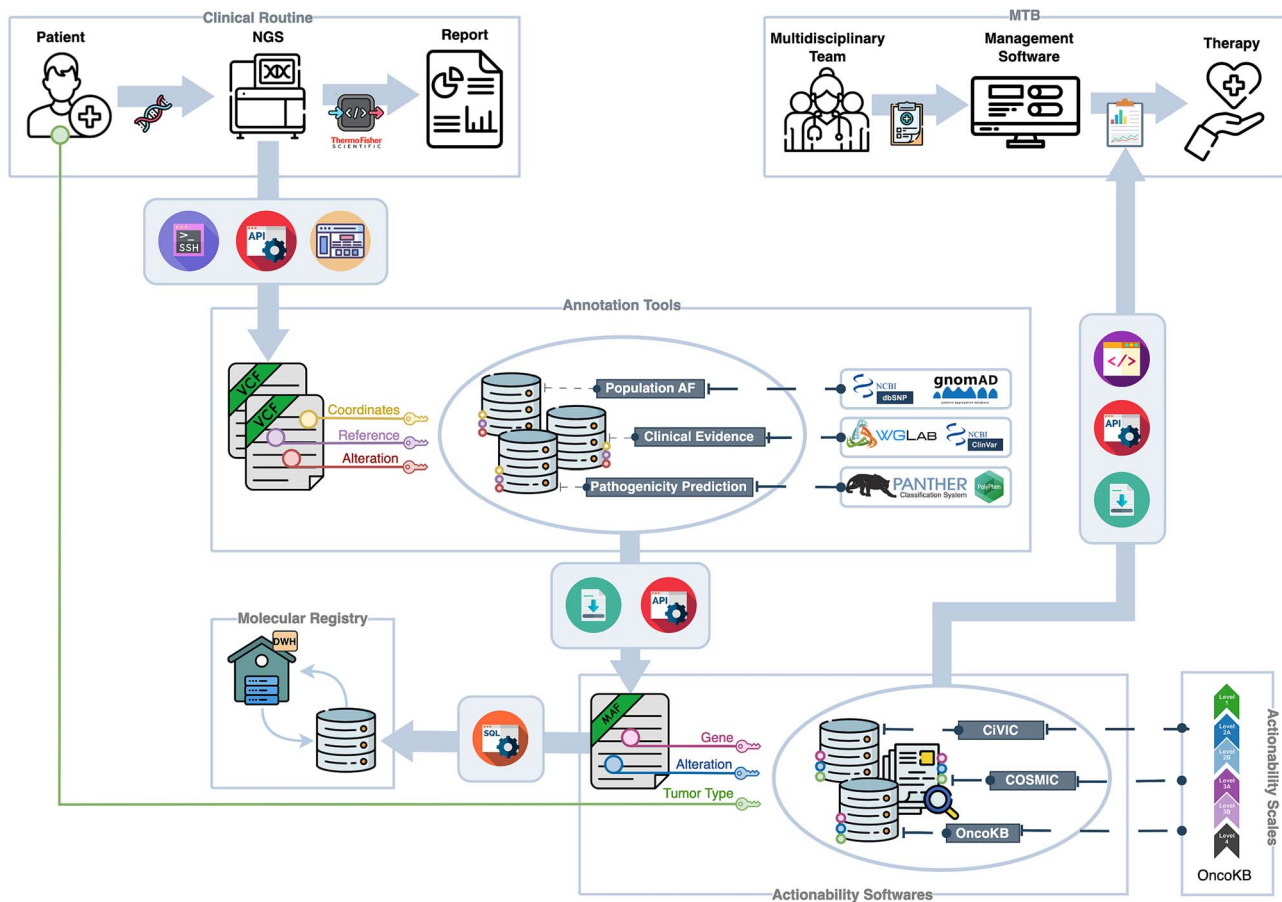 Clinical Routine
Patient
NGS
Report
ThermoFisher
SCIENTIFIC
MTB
Multidisciplinary
Team
Management
Software
Therapy
>_
SSH
API
Annotation Tools
VCF
VCF
Coordinates
Reference
Alteration
Population AF
Clinical Evidence
Pathogenicity Prediction
NCBI
dbSNP
gnomAD
WGLAB
NCBI
ClinVar
PANTHER
Classification System
PolyPhen
</>
API
API
Molecular Registry
DWH
SQL
MAF
Gene
Alteration
Tumor Type
CiVIC
COSMIC
OncoKB
Actionability Softwares
Level
1
Level
2A
Level
2B
Level
3A
Level
3B
Level
4
OncoKB
Actionability Scales